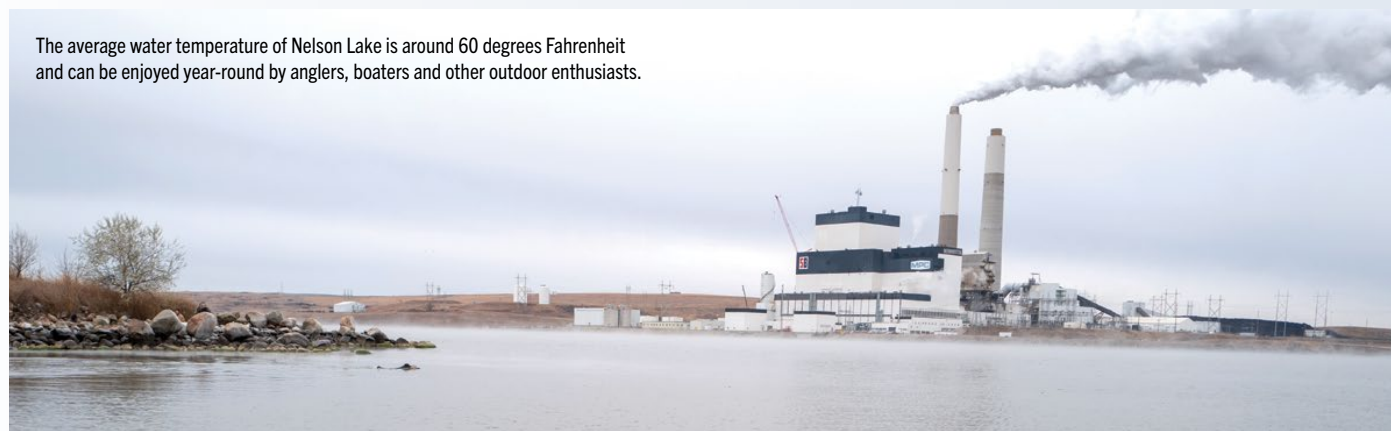 The average water temperature of Nelson Lake is around 60 degrees Fahrenheit
and can be enjoyed year-round by anglers, boaters and other outdoor enthusiasts.
MPC